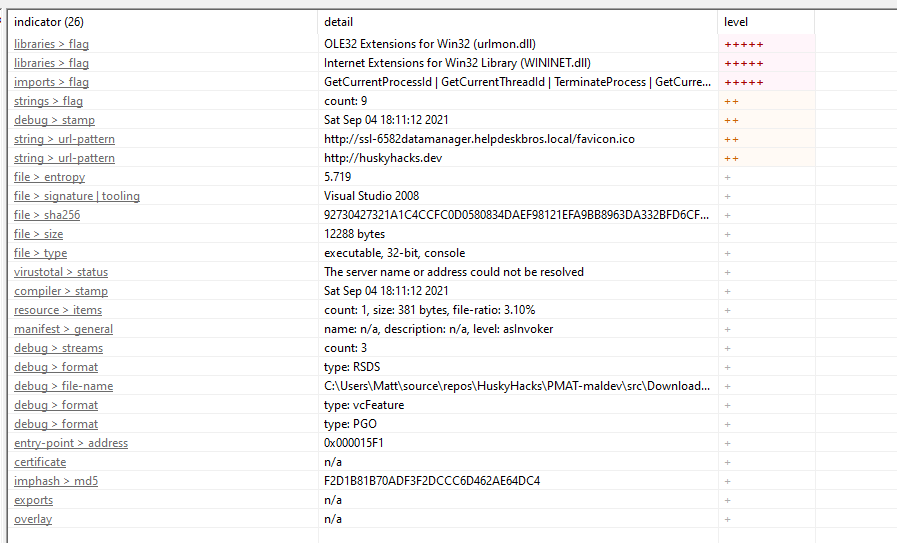 indicator (26) detail level
libraries > flag OLE32 Extensions for Win32 (urlmon.dll) +++++
libraries > flag Internet Extensions for Win32 Library (WININET.dll) +++++
imports > flag GetCurrentProcessId | GetCurrentThreadId | TerminateProcess | GetCurre... +++++
strings > flag count: 9 ++
debug > stamp Sat Sep 04 18:11:12 2021 ++
string > url-pattern http://ssl-6582datamanager.helpdeskbros.local/favicon.ico ++
string > url-pattern http://huskyhacks.dev ++
file > entropy 5.719 +
file > signature | tooling Visual Studio 2008 +
file > sha256 92730427321A1C4CCFC0D0580834DAEF98121EFA9BB8963DA332BFD6CF... +
file > size 12288 bytes +
file > type executable, 32-bit, console +
virustotal > status The server name or address could not be resolved +
compiler > stamp Sat Sep 04 18:11:12 2021 +
resource > items count: 1, size: 381 bytes, file-ratio: 3.10% +
manifest > general name: n/a, description: n/a, level: asInvoker +
debug > streams count: 3 +
debug > format type: RSDS +
debug > file-name C:\Users\Matt\source\repos\HuskyHacks\PMAT-maldev\src\Download... +
debug > format type: vcFeature +
debug > format type: PGO +
entry-point > address 0x000015F1 +
certificate n/a +
imphash > md5 F2D1B81B70ADF3F2DCCC6D462AE64DC4 +
exports n/a +
overlay n/a +